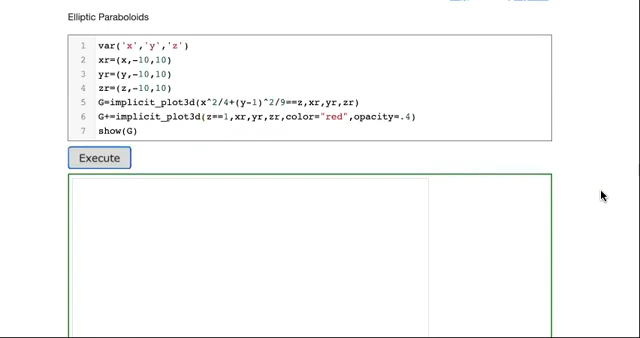 Elliptic Paraboloids
1 var('x','y','z')
2 xr=(x,-10,10)
3 yr=(y,-10,10)
4 zr=(z,-10,10)
5 G=implicit_plot3d(x^2/4+(y-1)^2/9==z,xr,yr,zr)
6 G+=implicit_plot3d(z==1,xr,yr,zr,color="red",opacity=.4)
7 show(G)
Execute